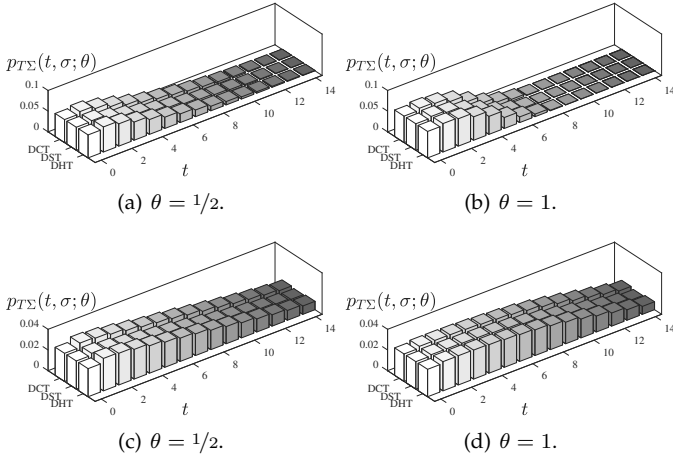 p_{TΣ}(t, σ; θ)
0.1
0.05
0
DCT
DST
DHT
0 2 4 6 8 10 12 14
t
(a) θ = 1/2.
p_{TΣ}(t, σ; θ)
0.1
0.05
0
DCT
DST
DHT
0 2 4 6 8 10 12 14
t
(b) θ = 1.
p_{TΣ}(t, σ; θ)
0.04
0.02
0
DCT
DST
DHT
0 2 4 6 8 10 12 14
t
(c) θ = 1/2.
p_{TΣ}(t, σ; θ)
0.04
0.02
0
DCT
DST
DHT
0 2 4 6 8 10 12 14
t
(d) θ = 1.